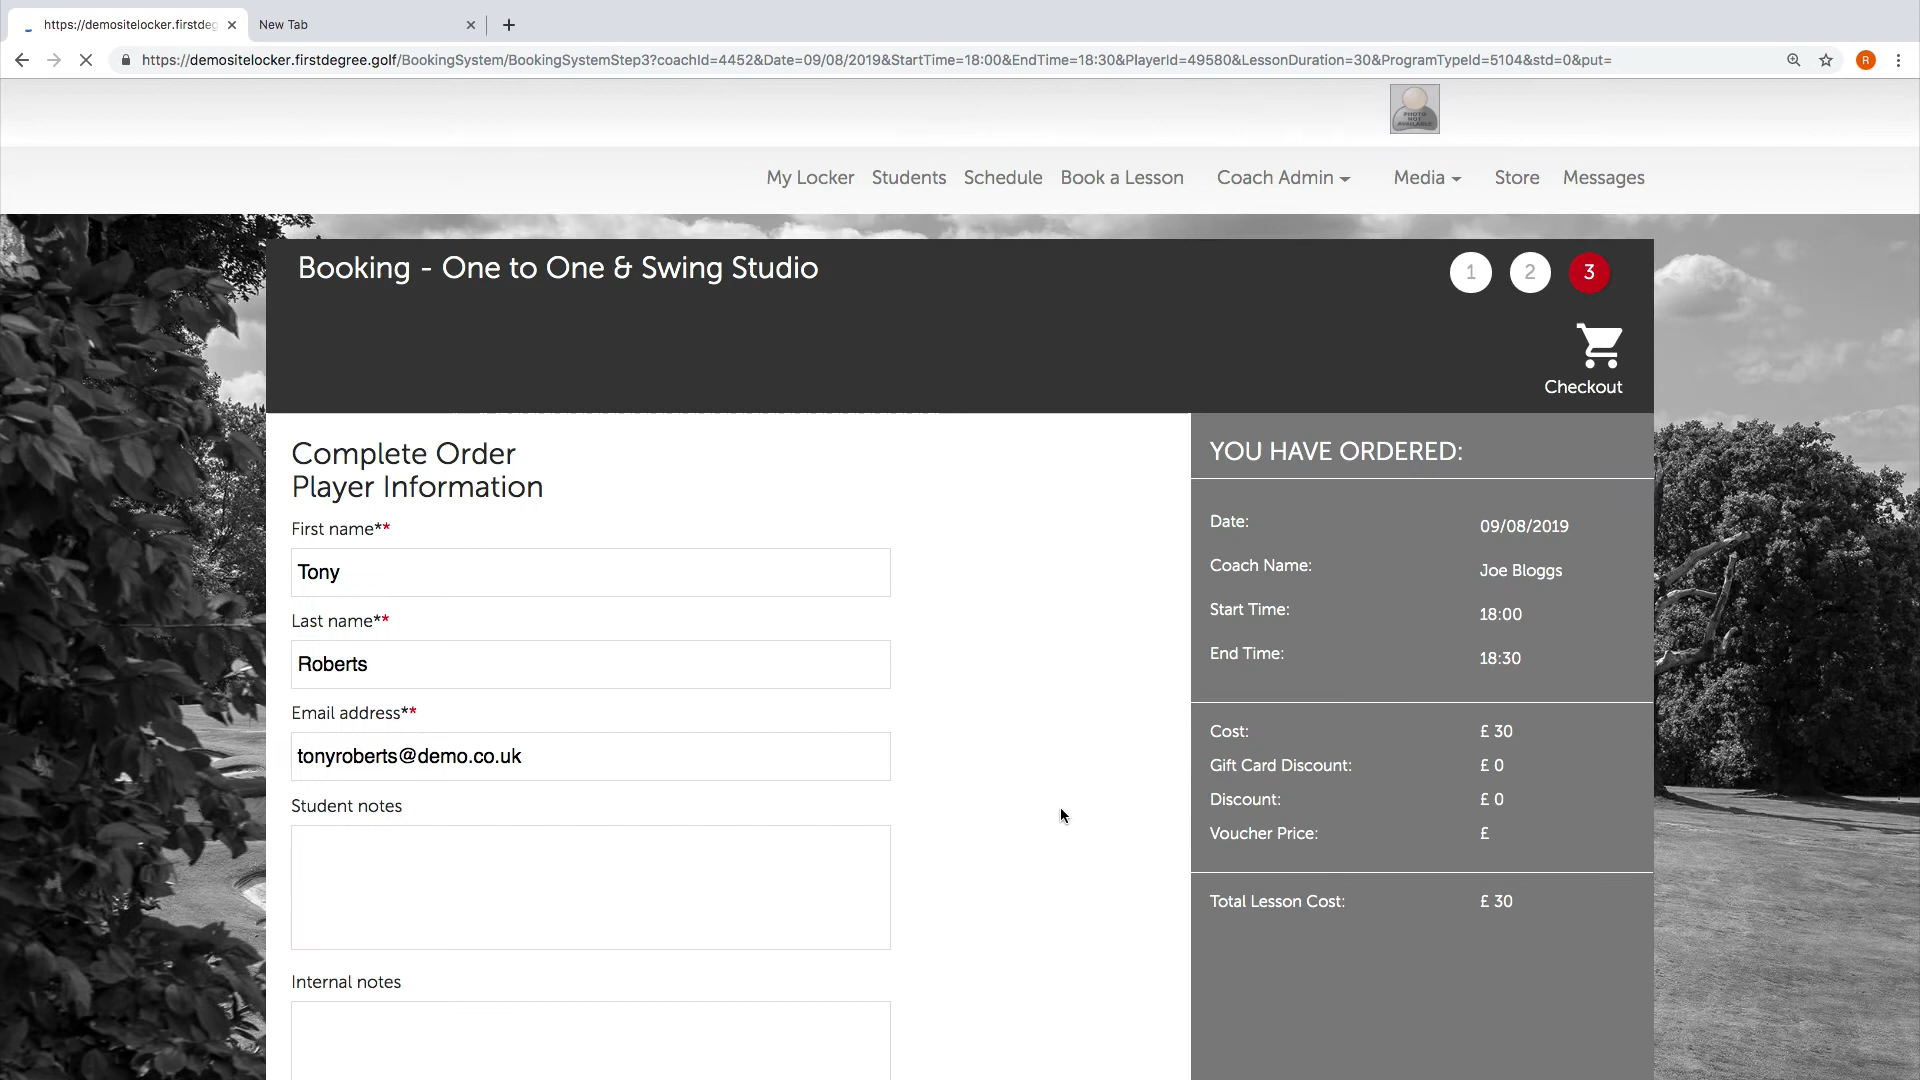 https://demositelocker.firstdeg
New Tab
https://demositelocker.firstdegree.golf/BookingSystem/BookingSystemStep3?coachId=4452&Date=09/08/2019&StartTime=18:00&EndTime=18:30&PlayerId=49580&LessonDuration=30&ProgramTypeId=5104&std=0&put=
R
PHOTO
NOT
AVAILABLE
My Locker Students Schedule Book a Lesson Coach Admin Media Store Messages
Booking - One to One & Swing Studio
1 2 3
Checkout
Complete Order
Player Information
First name**
Tony
Last name**
Roberts
Email address**
tonyroberts@demo.co.uk
Student notes
Internal notes
YOU HAVE ORDERED:
Date: 09/08/2019
Coach Name: Joe Bloggs
Start Time: 18:00
End Time: 18:30
Cost: £ 30
Gift Card Discount: £ 0
Discount: £ 0
Voucher Price: £
Total Lesson Cost: £ 30